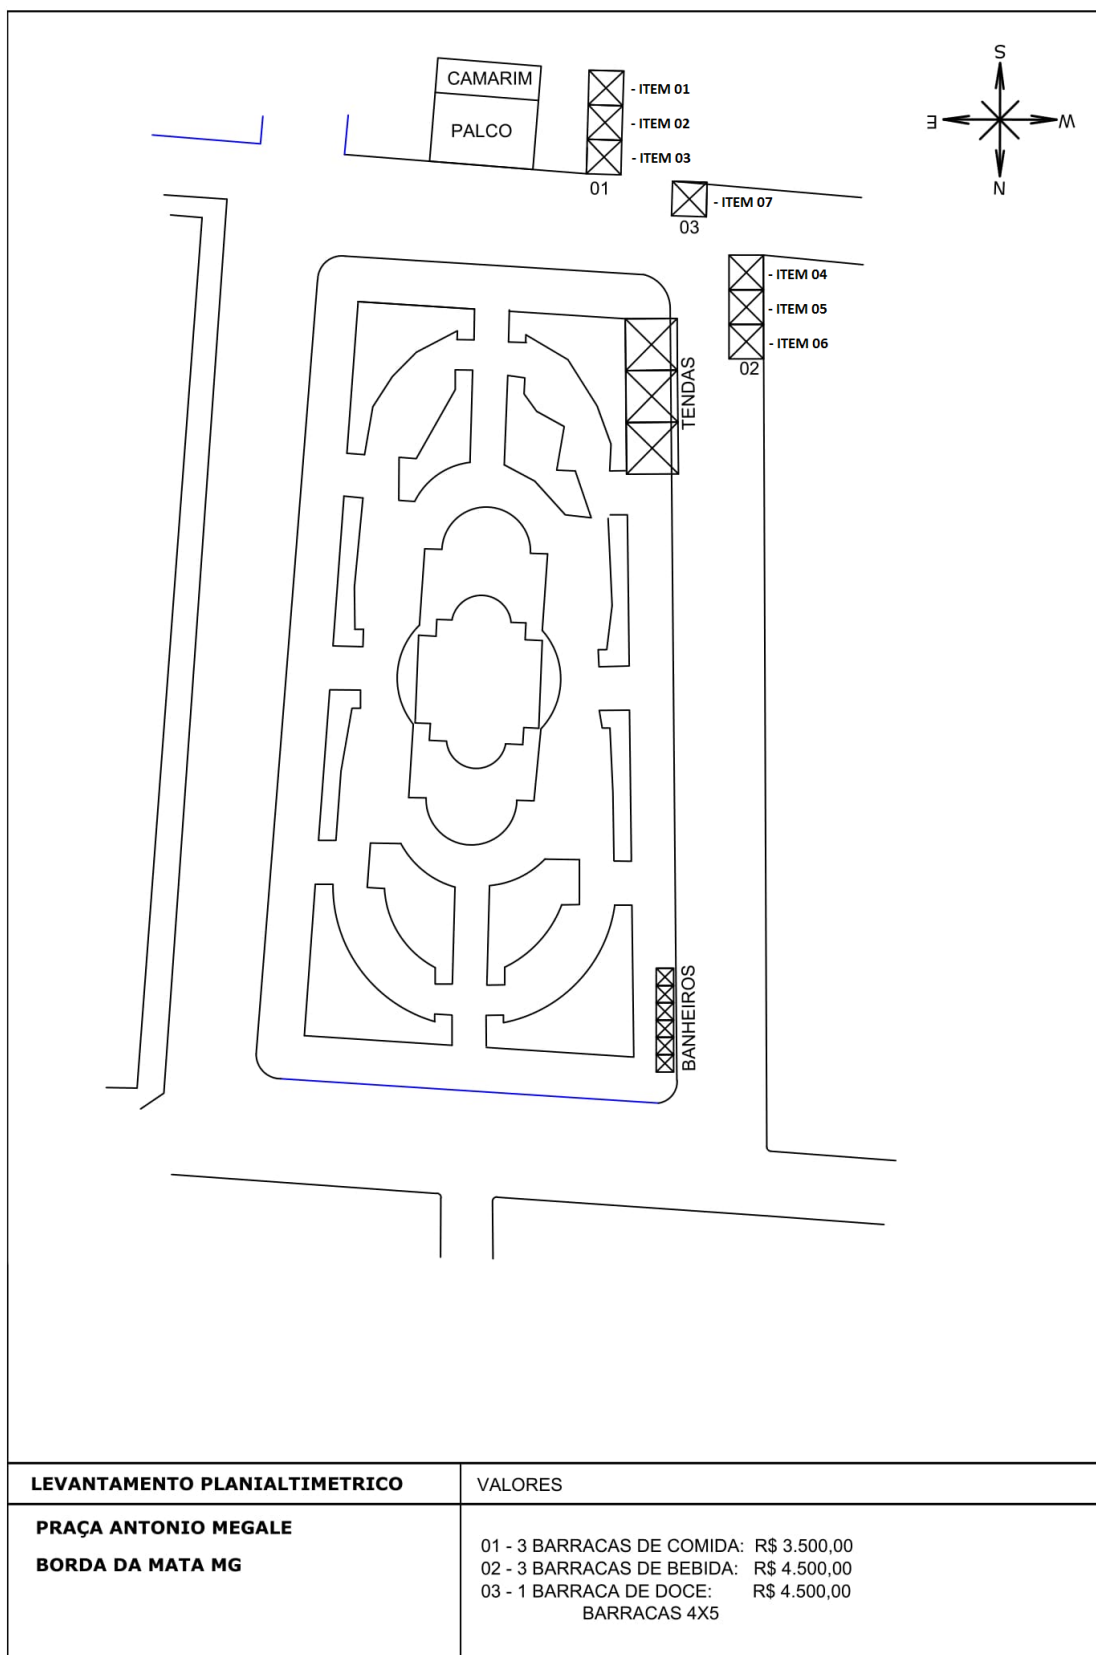 S
E
W
N
CAMARIM
PALCO
- ITEM 01
- ITEM 02
- ITEM 03
01
- ITEM 07
03
- ITEM 04
- ITEM 05
- ITEM 06
02
TENDAS
BANHEIROS
LEVANTAMENTO PLANIALTIMETRICO
VALORES
PRAÇA ANTONIO MEGALE
BORDA DA MATA MG
01 - 3 BARRACAS DE COMIDA: R$ 3.500,00
02 - 3 BARRACAS DE BEBIDA: R$ 4.500,00
03 - 1 BARRACA DE DOCE: R$ 4.500,00
BARRACAS 4X5